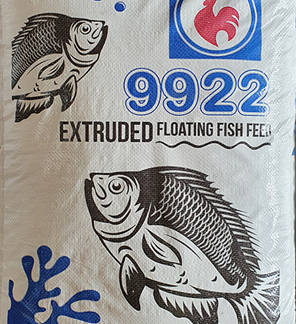 9922
EXTRUDED FLOATING FISH FEED